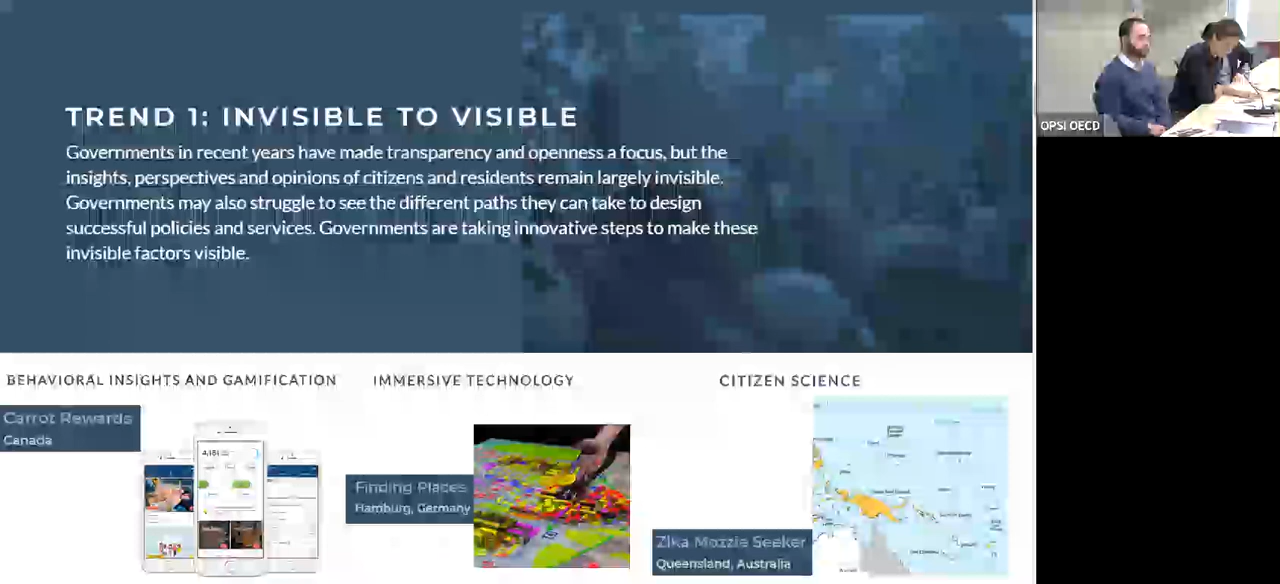 TREND 1: INVISIBLE TO VISIBLE
Governments in recent years have made transparency and openness a focus, but the
insights, perspectives and opinions of citizens and residents remain largely invisible.
Governments may also struggle to see the different paths they can take to design
successful policies and services. Governments are taking innovative steps to make these
invisible factors visible.
OPSI OECD
BEHAVIORAL INSIGHTS AND GAMIFICATION
IMMERSIVE TECHNOLOGY
CITIZEN SCIENCE
Carrot Rewards
Canada
Finding Places
Hamburg, Germany
Zika Mozzie Seeker
Queensland, Australia